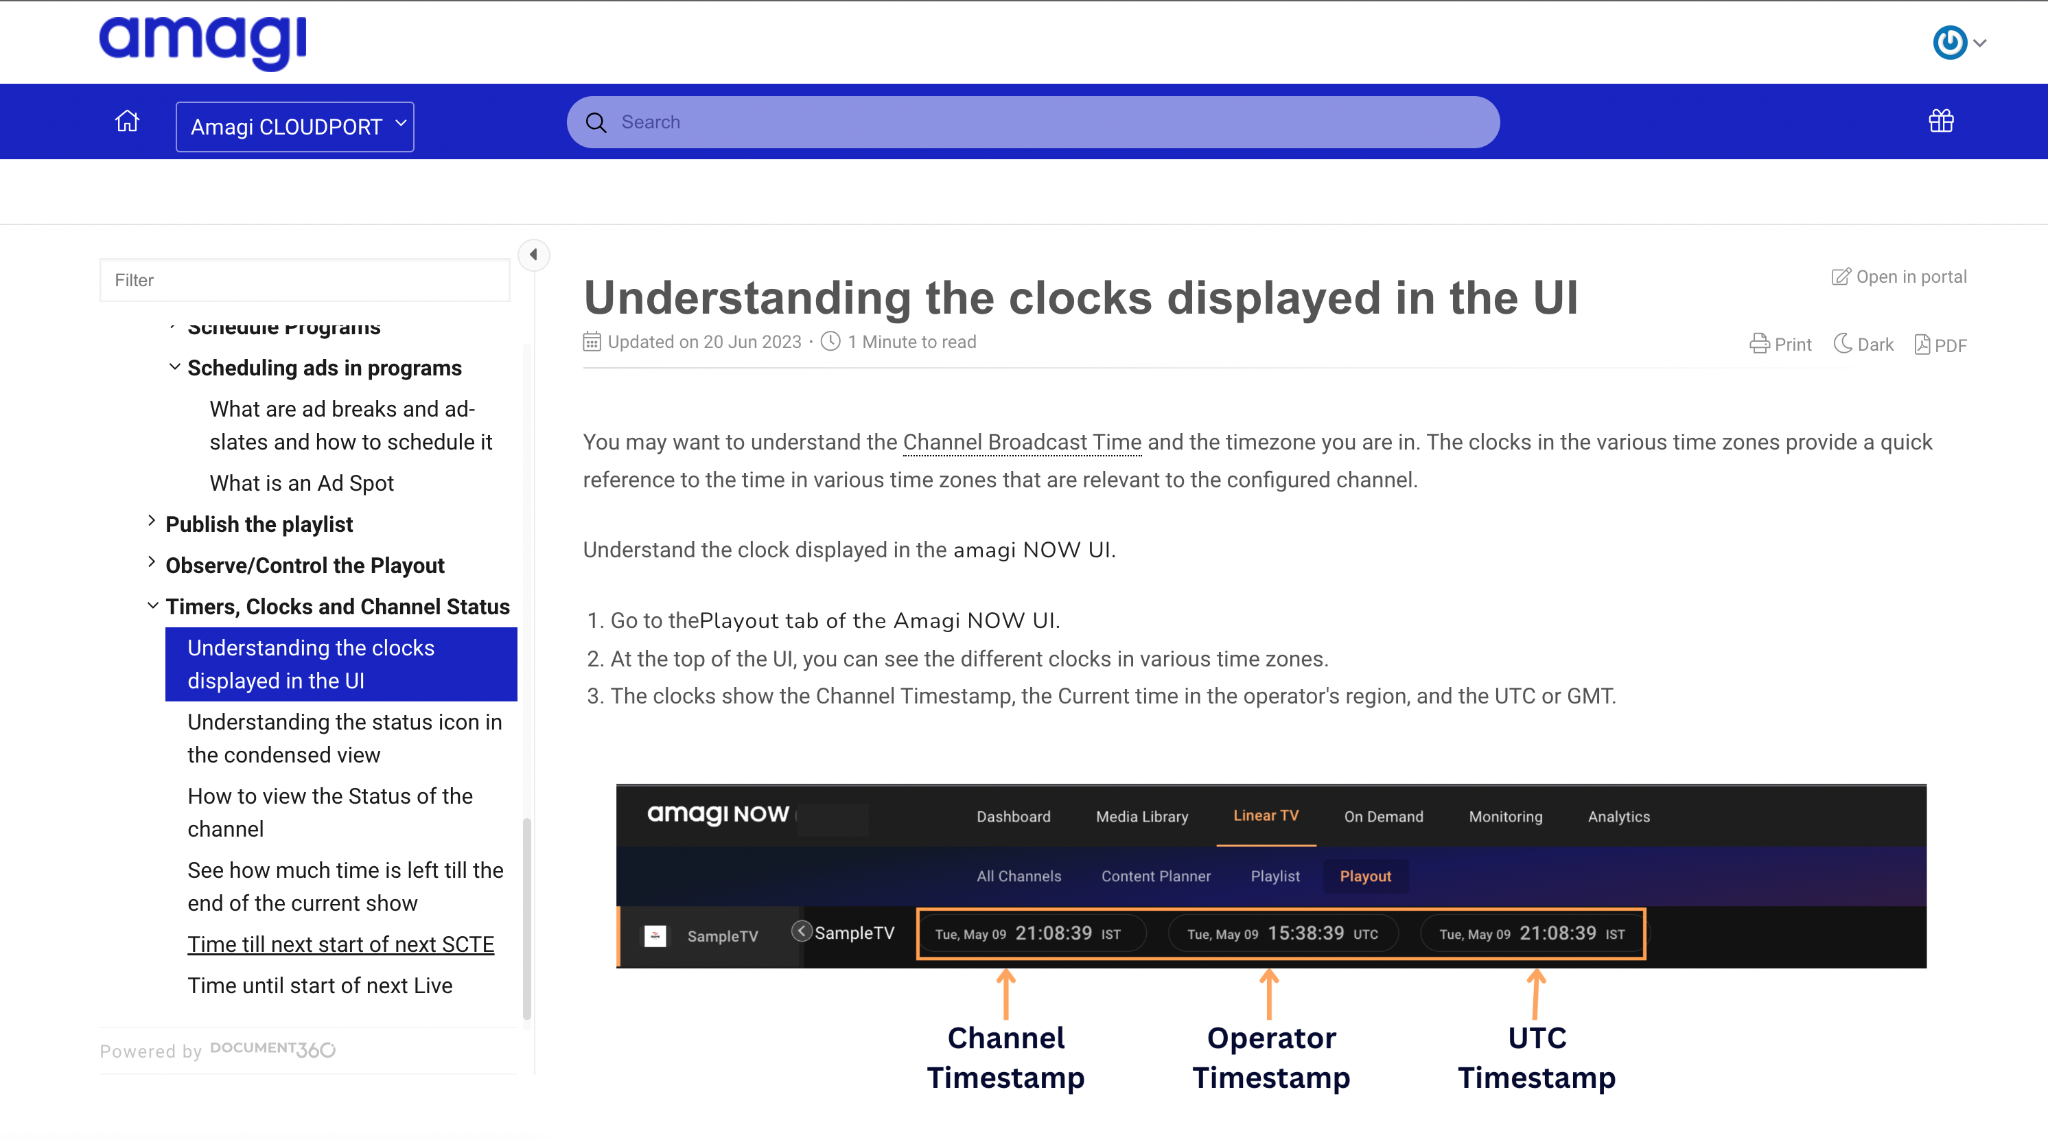 amagi
Amagi CLOUDPORT
Search
Filter
Schedule Programs
Scheduling ads in programs
What are ad breaks and ad-
slates and how to schedule it
What is an Ad Spot
Publish the playlist
Observe/Control the Playout
Timers, Clocks and Channel Status
Understanding the clocks
displayed in the UI
Understanding the status icon in
the condensed view
How to view the Status of the
channel
See how much time is left till the
end of the current show
Time till next start of next SCTE
Time until start of next Live
Powered by DOCUMENT360
Open in portal
Understanding the clocks displayed in the UI
Updated on 20 Jun 2023 · 1 Minute to read
Print Dark PDF
You may want to understand the Channel Broadcast Time and the timezone you are in. The clocks in the various time zones provide a quick
reference to the time in various time zones that are relevant to the configured channel.
Understand the clock displayed in the amagi NOW UI.
1. Go to thePlayout tab of the Amagi NOW UI.
2. At the top of the UI, you can see the different clocks in various time zones.
3. The clocks show the Channel Timestamp, the Current time in the operator's region, and the UTC or GMT.
amagi NOW Dashboard Media Library Linear TV On Demand Monitoring Analytics
All Channels Content Planner Playlist Playout
SampleTV SampleTV Tue, May 09 21:08:39 IST Tue, May 09 15:38:39 UTC Tue, May 09 21:08:39 IST
Channel
Timestamp
Operator
Timestamp
UTC
Timestamp